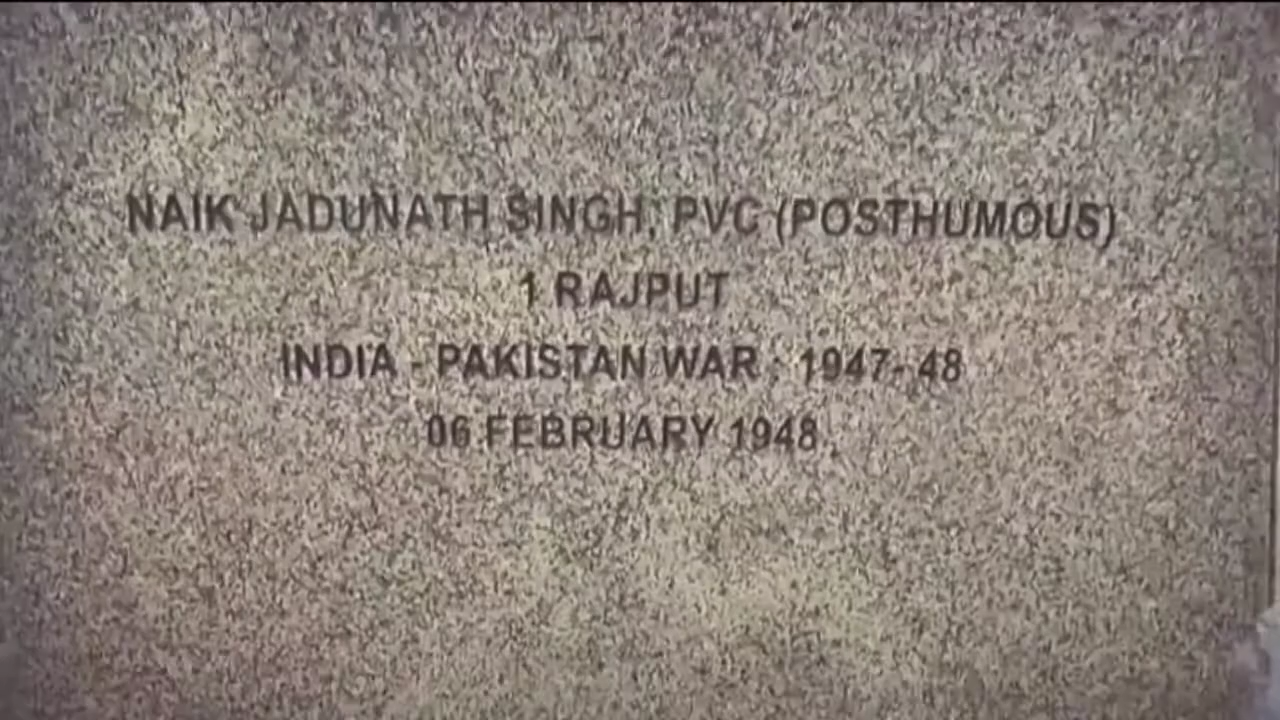 NAIK JADUNATH SINGH, PVC (POSTHUMOUS)
1 RAJPUT
INDIA - PAKISTAN WAR : 1947- 48
06 FEBRUARY 1948